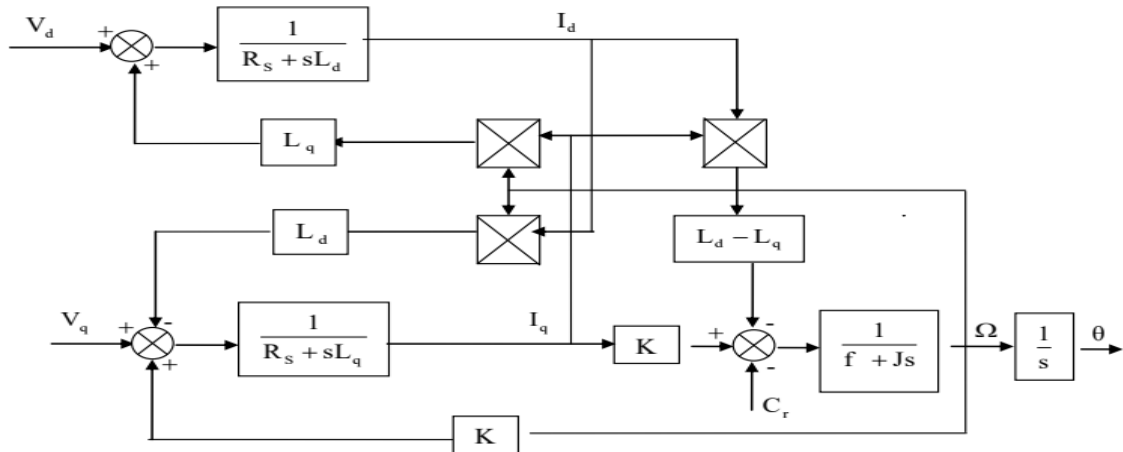 V_d
+
+
1
R_S + sL_d
I_d
L_q
L_d
L_d − L_q
V_q
+
-
+
1
R_S + sL_q
I_q
K
+
-
-
C_r
1
f + Js
Ω
1
s
θ
K